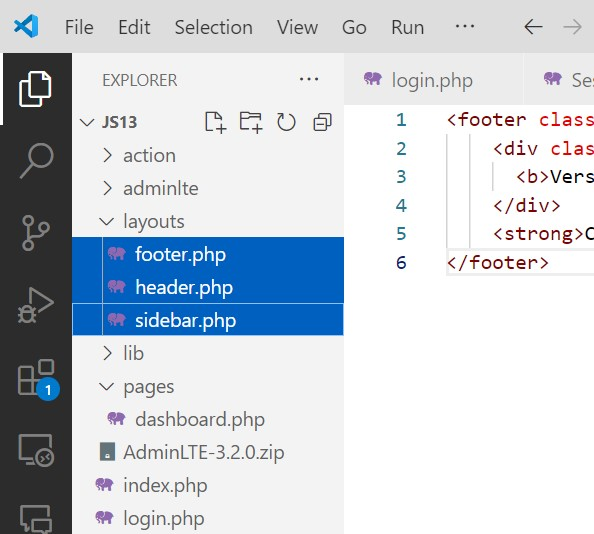 File Edit Selection View Go Run ···
EXPLORER ···
login.php
JS13
action
adminlte
layouts
footer.php
header.php
sidebar.php
lib
pages
dashboard.php
AdminLTE-3.2.0.zip
index.php
login.php
1
1 <footer class
2 <div clas
3 <b>Vers
4 </div>
5 <strong>C
6 </footer>